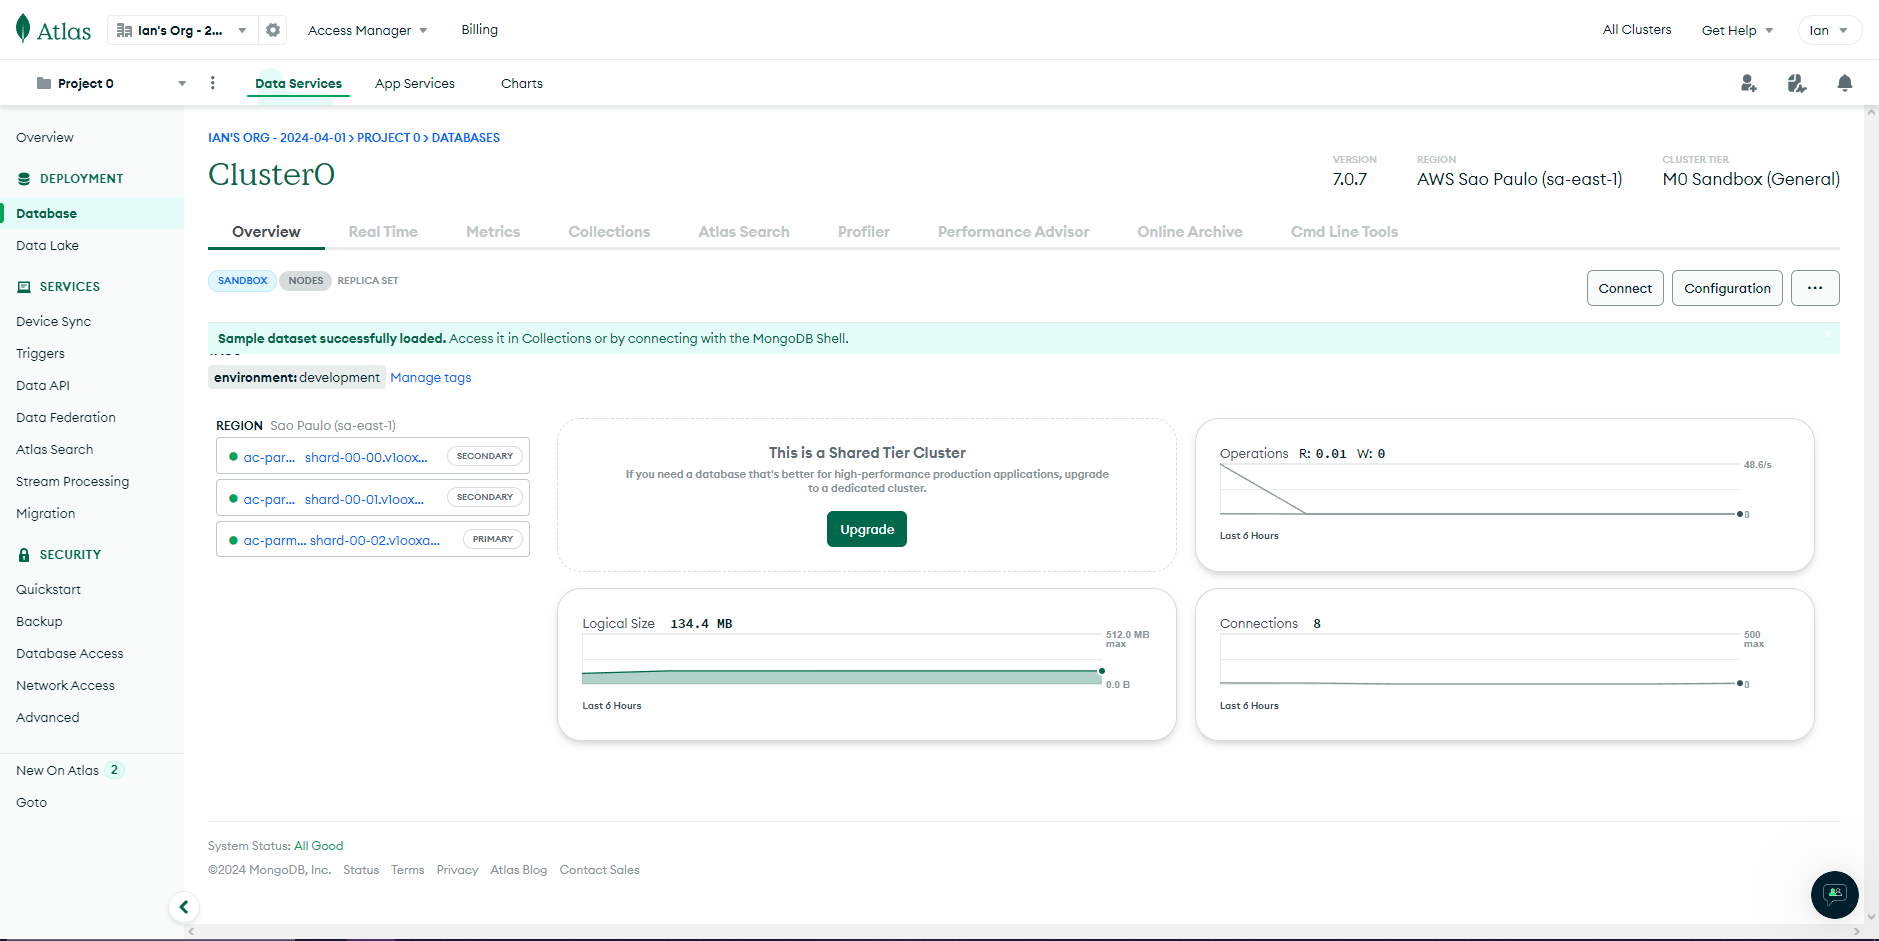 Atlas
Ian's Org - 2...
Access Manager
Billing
All Clusters
Get Help
Ian
Project 0
Data Services
App Services
Charts
Overview
DEPLOYMENT
Database
Data Lake
SERVICES
Device Sync
Triggers
Data API
Data Federation
Atlas Search
Stream Processing
Migration
SECURITY
Quickstart
Backup
Database Access
Network Access
Advanced
New On Atlas 2
Goto
IAN'S ORG - 2024-04-01 > PROJECT 0 > DATABASES
Cluster0
VERSION
7.0.7
REGION
AWS Sao Paulo (sa-east-1)
CLUSTER TIER
M0 Sandbox (General)
Overview
Real Time
Metrics
Collections
Atlas Search
Profiler
Performance Advisor
Online Archive
Cmd Line Tools
SANDBOX
NODES
REPLICA SET
Connect
Configuration
...
Sample dataset successfully loaded. Access it in Collections or by connecting with the MongoDB Shell.
environment: development
Manage tags
REGION Sao Paulo (sa-east-1)
ac-par... shard-00-00.v1oox... SECONDARY
ac-par... shard-00-01.v1oox... SECONDARY
ac-parm... shard-00-02.v1ooxa... PRIMARY
This is a Shared Tier Cluster
If you need a database that's better for high-performance production applications, upgrade
to a dedicated cluster.
Upgrade
Operations R: 0.01 W: 0
48.6/s
0
Last 6 Hours
Logical Size 134.4 MB
512.0 MB
max
0.0 B
Last 6 Hours
Connections 8
500
max
0
Last 6 Hours
System Status: All Good
©2024 MongoDB, Inc. Status Terms Privacy Atlas Blog Contact Sales